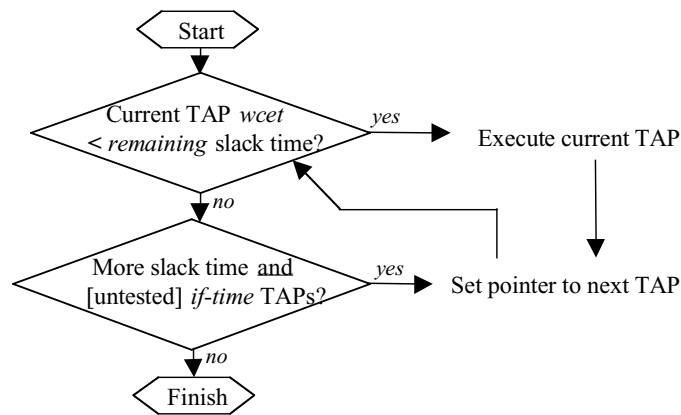 Start
Current TAP wcet
< remaining slack time?
yes
Execute current TAP
no
More slack time and
[untested] if-time TAPs?
yes
Set pointer to next TAP
no
Finish